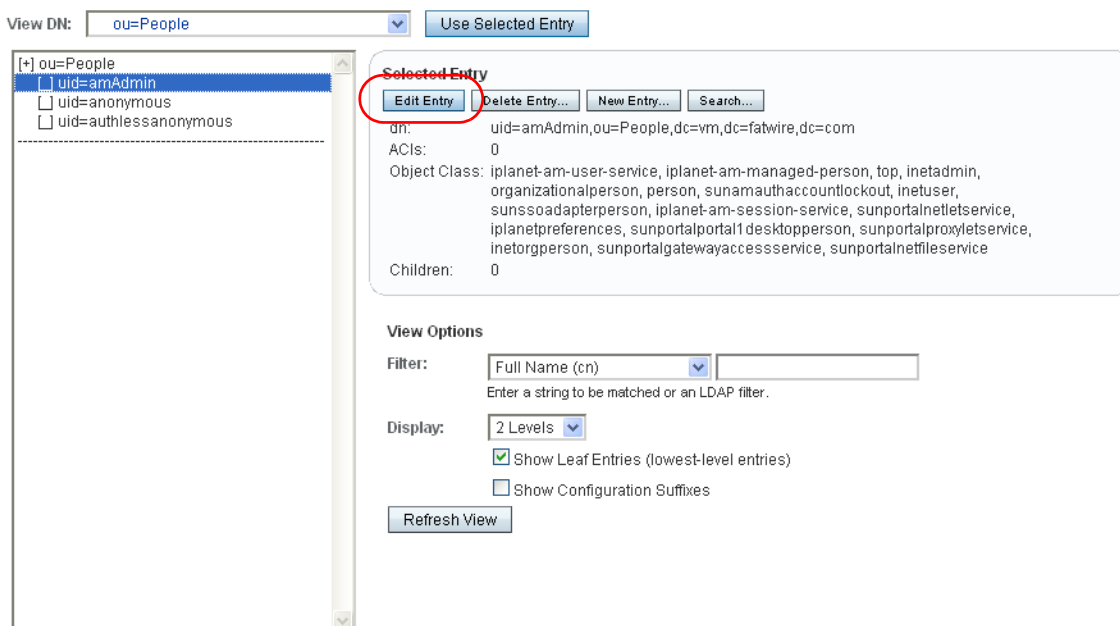 View DN: ou=People Use Selected Entry
[+] ou=People
[ ] uid=amAdmin
[ ] uid=anonymous
[ ] uid=authlessanonymous
Selected Entry
Edit Entry Delete Entry... New Entry... Search...
dn: uid=amAdmin,ou=People,dc=vm,dc=fatwire,dc=com
ACIs: 0
Object Class: iplanet-am-user-service, iplanet-am-managed-person, top, inetadmin,
organizationalperson, person, sunamauthaccountlockout, inetuser,
sunssoadapterperson, iplanet-am-session-service, sunportalnetletservice,
iplanetpreferences, sunportalportal1desktopperson, sunportalproxyletservice,
inetorgperson, sunportalgatewayaccessservice, sunportalnetfileservice
Children: 0
View Options
Filter: Full Name (cn)
Enter a string to be matched or an LDAP filter.
Display: 2 Levels
Show Leaf Entries (lowest-level entries)
Show Configuration Suffixes
Refresh View